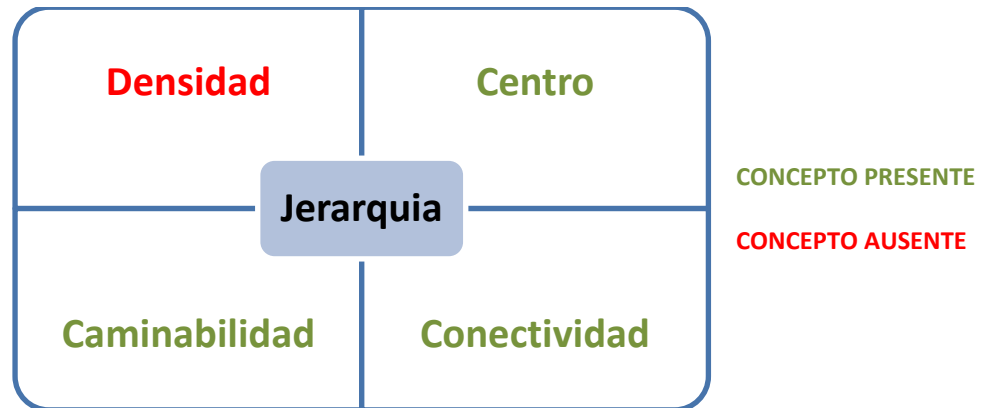 Densidad
Centro
Jerarquia
Caminabilidad
Conectividad
CONCEPTO PRESENTE
CONCEPTO AUSENTE